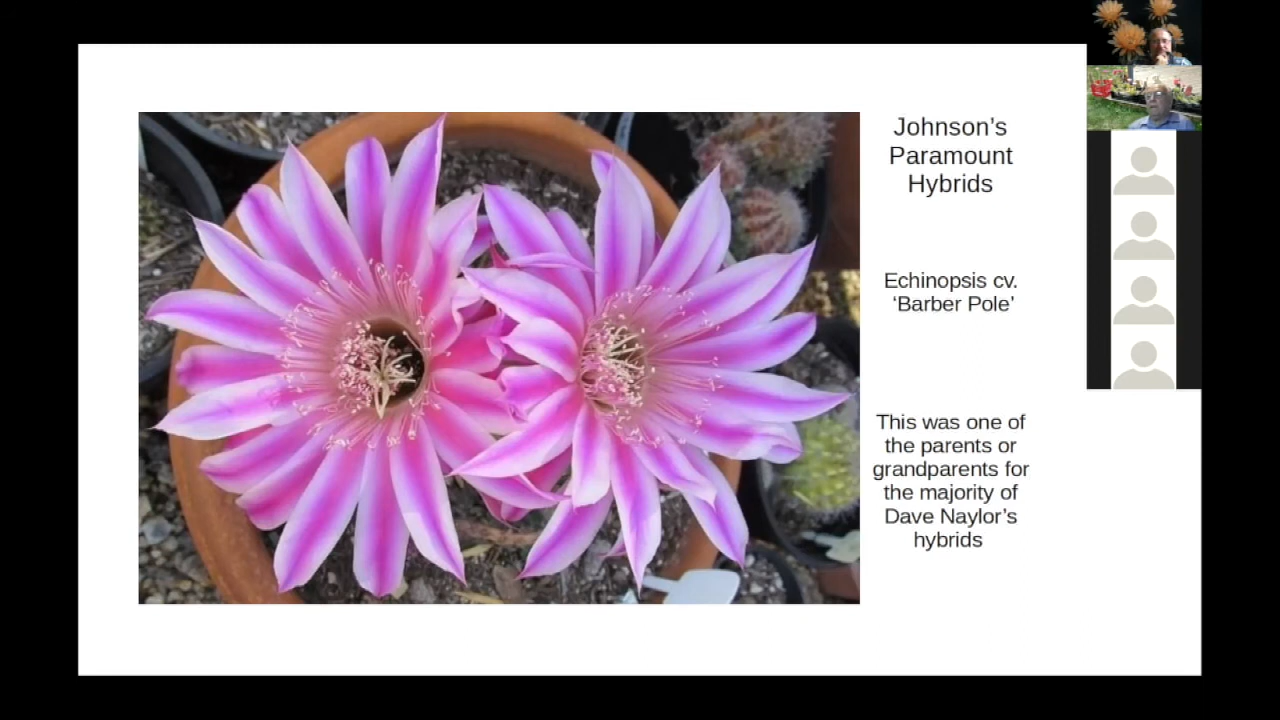 Johnson’s
Paramount
Hybrids
Echinopsis cv.
‘Barber Pole’
This was one of
the parents or
grandparents for
the majority of
Dave Naylor’s
hybrids